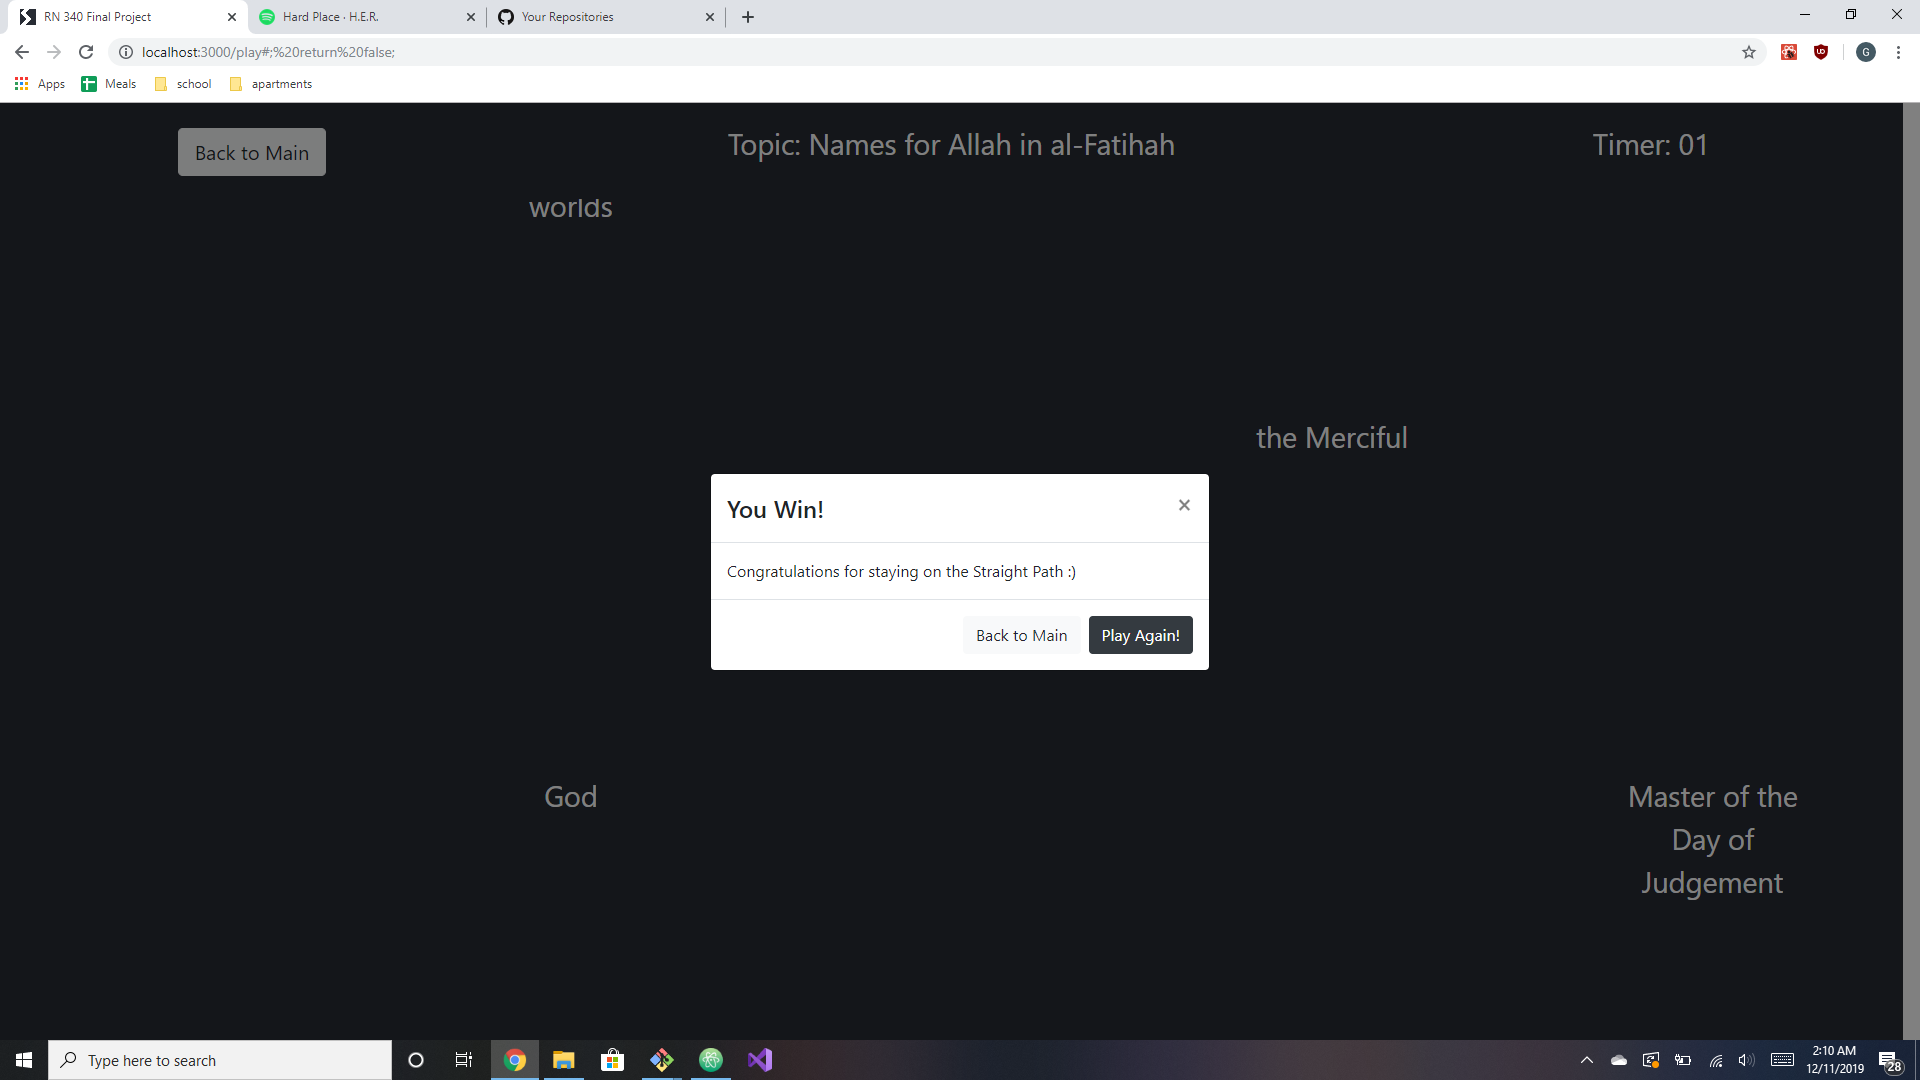 RN 340 Final Project
Hard Place · H.E.R.
Your Repositories
localhost:3000/play#;%20return%20false;
G
Apps
Meals
school
apartments
Back to Main
Topic: Names for Allah in al-Fatihah
Timer: 01
worlds
the Merciful
You Win!
×
Congratulations for staying on the Straight Path :)
Back to Main
Play Again!
God
Master of the
Day of
Judgement
Type here to search
2:10 AM
12/11/2019
28